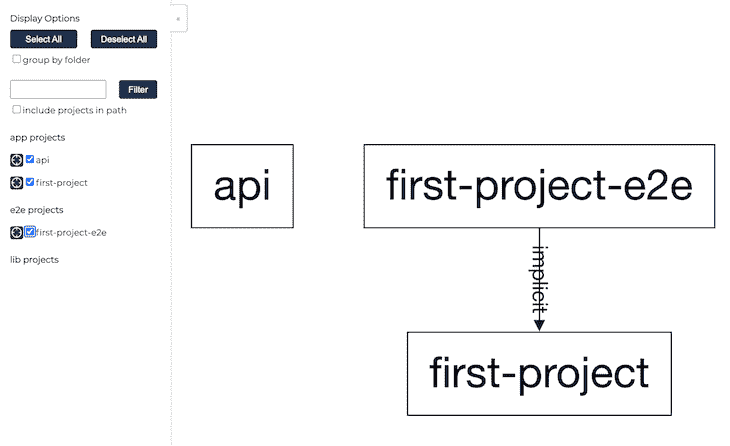 Display Options
Select All
Deselect All
group by folder
Filter
include projects in path
app projects
api
first-project
e2e projects
first-project-e2e
lib projects
api
first-project-e2e
implicit
first-project